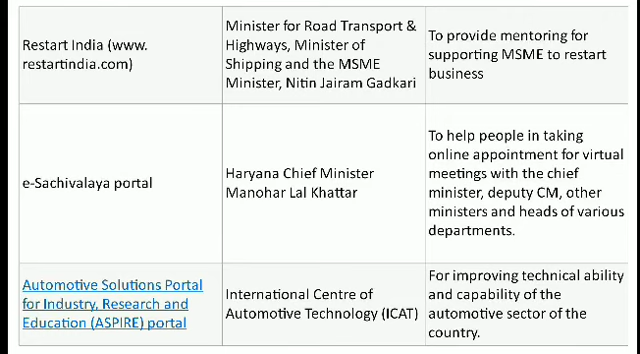 Restart India (www.
restartindia.com)
Minister for Road Transport &
Highways, Minister of
Shipping and the MSME
Minister, Nitin Jairam Gadkari
To provide mentoring for
supporting MSME to restart
business
e-Sachivalaya portal
Haryana Chief Minister
Manohar Lal Khattar
To help people in taking
online appointment for virtual
meetings with the chief
minister, deputy CM, other
ministers and heads of various
departments.
Automotive Solutions Portal
for Industry, Research and
Education (ASPIRE) portal
International Centre of
Automotive Technology (ICAT)
For improving technical ability
and capability of the
automotive sector of the
country.